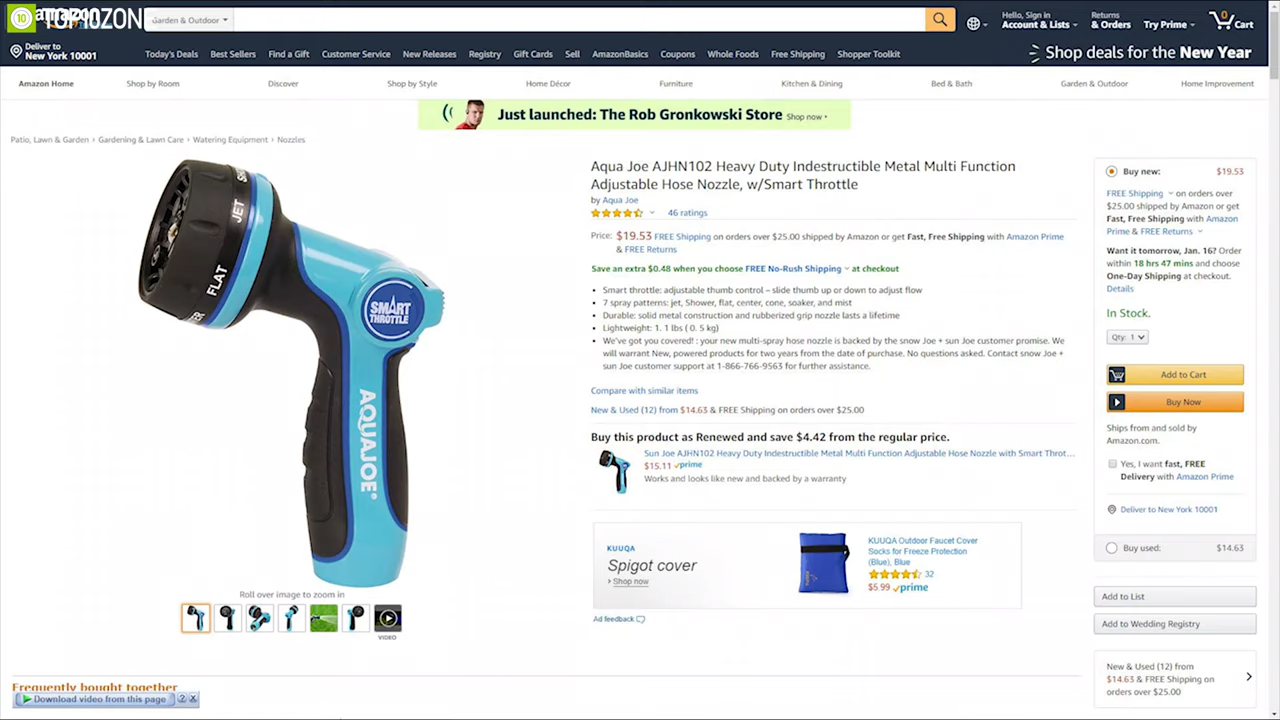 TOP10ZONE
Garden & Outdoor
Hello, Sign in
Account & Lists
Returns
& Orders
Try Prime
0
Cart
Deliver to
New York 10001
Today's Deals Best Sellers Find a Gift Customer Service New Releases Registry Gift Cards Sell AmazonBasics Coupons Whole Foods Free Shipping Shopper Toolkit
Shop deals for the New Year
Amazon Home Shop by Room Discover Shop by Style Home Décor Furniture Kitchen & Dining Bed & Bath Garden & Outdoor Home Improvement
Just launched: The Rob Gronkowski Store Shop now ›
Patio, Lawn & Garden › Gardening & Lawn Care › Watering Equipment › Nozzles
JET
FLAT
SMART
THROTTLE
AQUAJOE®
Roll over image to zoom in
VIDEO
Aqua Joe AJHN102 Heavy Duty Indestructible Metal Multi Function
Adjustable Hose Nozzle, w/Smart Throttle
by Aqua Joe
46 ratings
Price: $19.53 FREE Shipping on orders over $25.00 shipped by Amazon or get Fast, Free Shipping with Amazon Prime
& FREE Returns
Save an extra $0.48 when you choose FREE No-Rush Shipping at checkout
• Smart throttle: adjustable thumb control – slide thumb up or down to adjust flow
• 7 spray patterns: jet, Shower, flat, center, cone, soaker, and mist
• Durable: solid metal construction and rubberized grip nozzle lasts a lifetime
• Lightweight: 1. 1 lbs ( 0. 5 kg)
• We've got you covered! : your new multi-spray hose nozzle is backed by the snow Joe + sun Joe customer promise. We
will warrant New, powered products for two years from the date of purchase. No questions asked. Contact snow Joe +
sun Joe customer support at 1-866-766-9563 for further assistance.
Compare with similar items
New & Used (12) from $14.63 & FREE Shipping on orders over $25.00
Buy this product as Renewed and save $4.42 from the regular price.
Sun Joe AJHN102 Heavy Duty Indestructible Metal Multi Function Adjustable Hose Nozzle with Smart Throt...
$15.11 prime
Works and looks like new and backed by a warranty
KUUQA
Spigot cover
› Shop now
KUUQA Outdoor Faucet Cover
Socks for Freeze Protection
(Blue), Blue
32
$5.99 prime
Ad feedback
Buy new: $19.53
FREE Shipping on orders over
$25.00 shipped by Amazon or get
Fast, Free Shipping with Amazon
Prime & FREE Returns
Want it tomorrow, Jan. 16? Order
within 18 hrs 47 mins and choose
One-Day Shipping at checkout.
Details
In Stock.
Qty: 1
Add to Cart
Buy Now
Ships from and sold by
Amazon.com.
Yes, I want fast, FREE
Delivery with Amazon Prime
Deliver to New York 10001
Buy used: $14.63
Add to List
Add to Wedding Registry
New & Used (12) from
$14.63 & FREE Shipping on
orders over $25.00
Frequently bought together
Download video from this page ? X